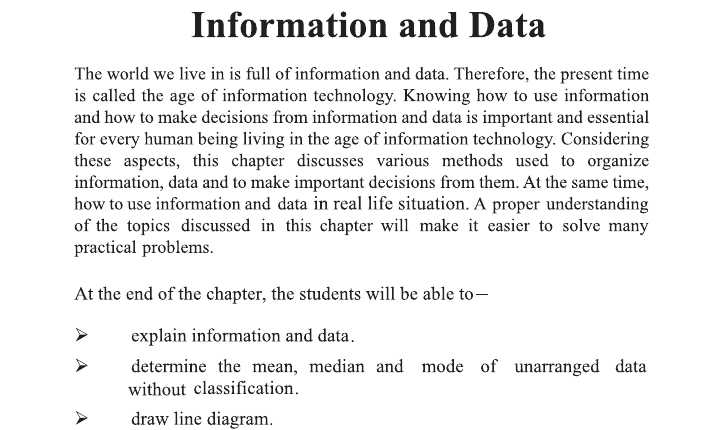 Information and Data
The world we live in is full of information and data. Therefore, the present time
is called the age of information technology. Knowing how to use information
and how to make decisions from information and data is important and essential
for every human being living in the age of information technology. Considering
these aspects, this chapter discusses various methods used to organize
information, data and to make important decisions from them. At the same time,
how to use information and data in real life situation. A proper understanding
of the topics discussed in this chapter will make it easier to solve many
practical problems.
At the end of the chapter, the students will be able to—
➢ explain information and data.
➢ determine the mean, median and mode of unarranged data
without classification.
➢ draw line diagram.